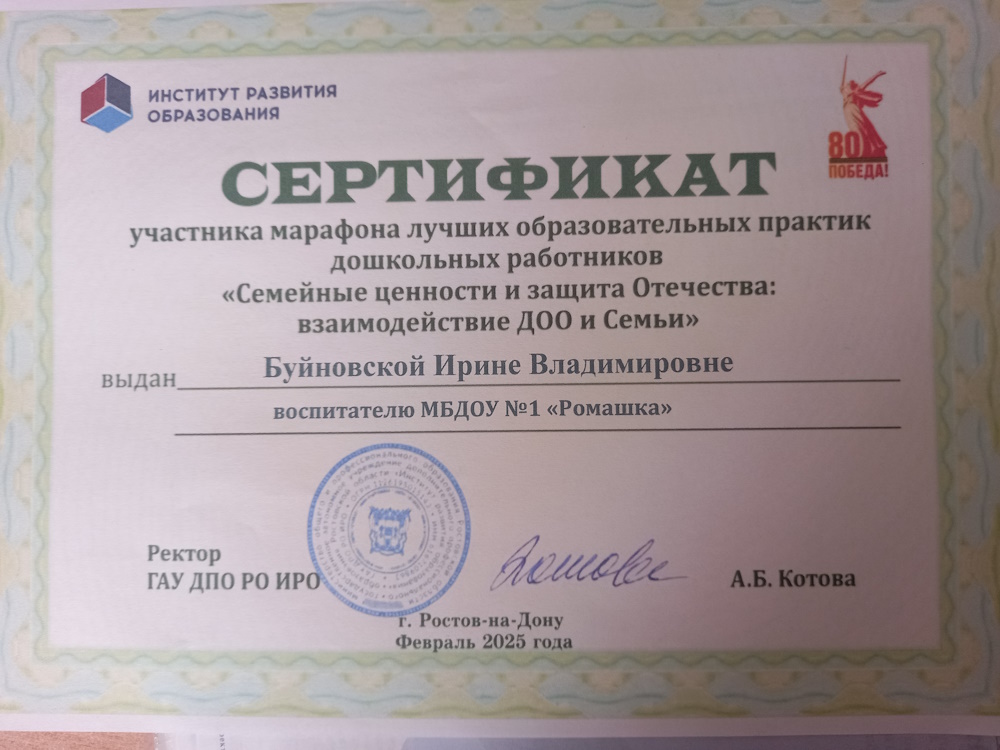 ИНСТИТУТ РАЗВИТИЯ
ОБРАЗОВАНИЯ
80
ПОБЕДА!
СЕРТИФИКАТ
участника марафона лучших образовательных практик
дошкольных работников
«Семейные ценности и защита Отечества:
взаимодействие ДОО и Семьи»
выдан Буйновской Ирине Владимировне
воспитателю МБДОУ №1 «Ромашка»
Ректор
ГАУ ДПО РО ИРО
А.Б. Котова
г. Ростов-на-Дону
Февраль 2025 года